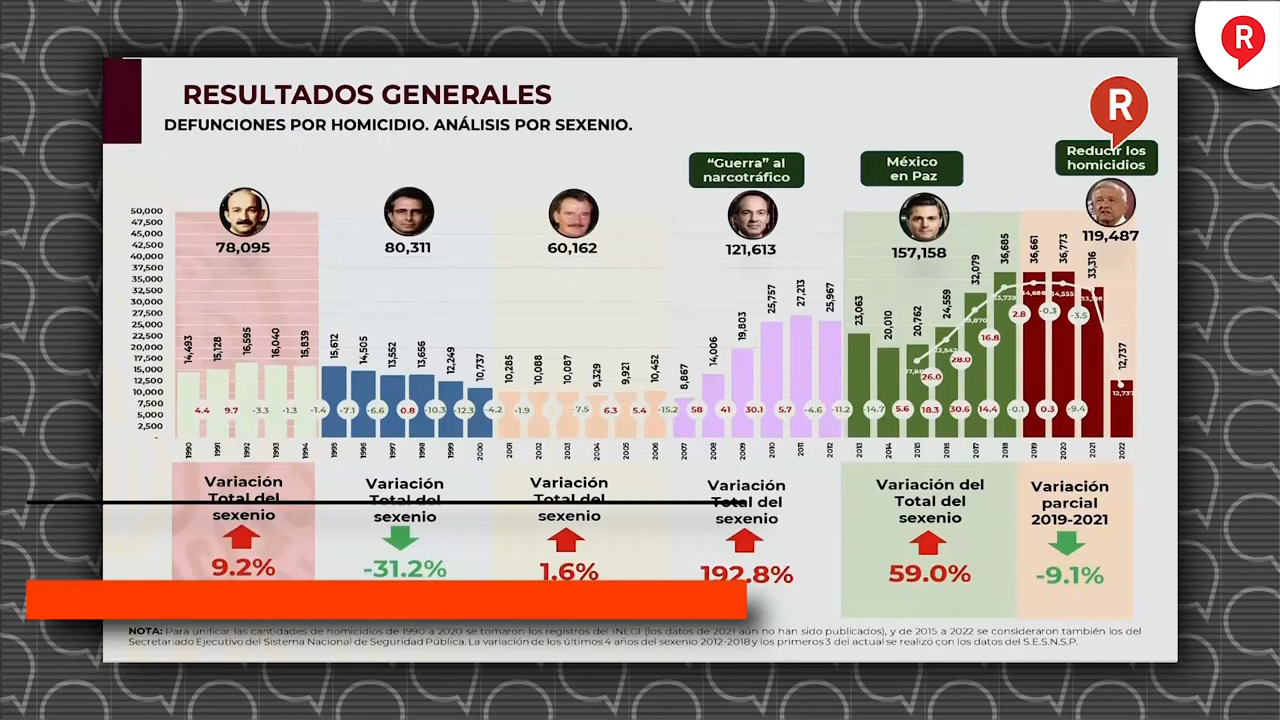 R
RESULTADOS GENERALES
R
DEFUNCIONES POR HOMICIDIO. ANÁLISIS POR SEXENIO.
"Guerra" al
narcotráfico
México
en Paz
Reducir los
homicidios
78,095
80,311
60,162
121,613
157,158
119,487
50,000
47,500
45,000
42,500
40,000
37,500
35,000
32,500
30,000
27,500
25,000
22,500
20,000
17,500
15,000
12,500
10,000
7,500
5,000
2,500
-
14,493
15,128
16,595
16,040
15,839
15,612
14,505
13,552
13,656
12,249
10,737
10,285
10,088
10,087
9,329
9,921
10,452
8,867
14,006
19,803
25,757
27,213
25,967
23,063
20,010
20,762
24,559
32,079
36,685
36,661
36,773
33,316
12,737
26.0
28.0
16.8
2.8
-0.3
-3.5
12,737
4.4 9.7 -3.3 -1.3 -1.4 -7.1 -6.6 0.8 -10.3 -12.3 -4.2 -1.9 -7.5 6.3 5.4 -15.2 58 41 30.1 5.7 -4.6 -11.2 -14.7 5.6 18.3 30.6 14.4 -0.1 0.3 -9.4
1990 1991 1992 1993 1994 1995 1996 1997 1998 1999 2000 2001 2002 2003 2004 2005 2006 2007 2008 2009 2010 2011 2012 2013 2014 2015 2016 2017 2018 2019 2020 2021 2022
Variación
Total del
sexenio
9.2%
Variación
Total del
sexenio
-31.2%
Variación
Total del
sexenio
1.6%
Variación
Total del
sexenio
192.8%
Variación del
Total del
sexenio
59.0%
Variación
parcial
2019-2021
-9.1%
NOTA: Para unificar las cantidades de homicidios de 1990 a 2020 se tomaron los registros del INEGI (los datos de 2021 aún no han sido publicados), y de 2015 a 2022 se consideraron también los del
Secretariado Ejecutivo del Sistema Nacional de Seguridad Pública. La variación de los últimos 4 años del sexenio 2012-2018 y los primeros 3 del actual se realizó con los datos del S.E.S.N.S.P.